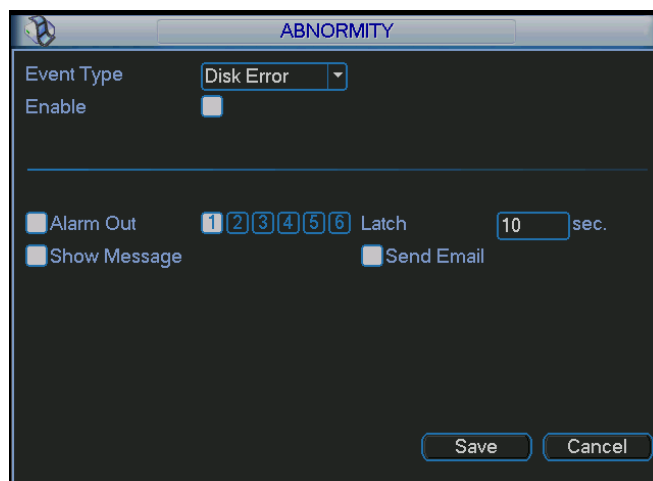 ABNORMITY
Event Type Disk Error
Enable
Alarm Out 1 2 3 4 5 6 Latch 10 sec.
Show Message Send Email
Save Cancel